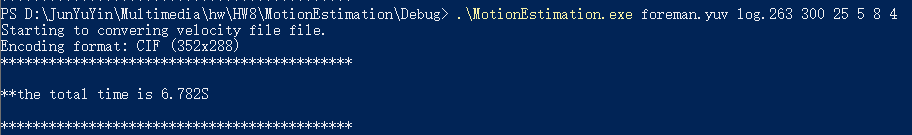 PS D:\JunYuYin\Multimedia\hw\HW8\MotionEstimation\Debug> .\MotionEstimation.exe foreman.yuv log.263 300 25 5 8 4
Starting to convering velocity file file.
Encoding format: CIF (352x288)
********************************************
**the total time is 6.782S
********************************************